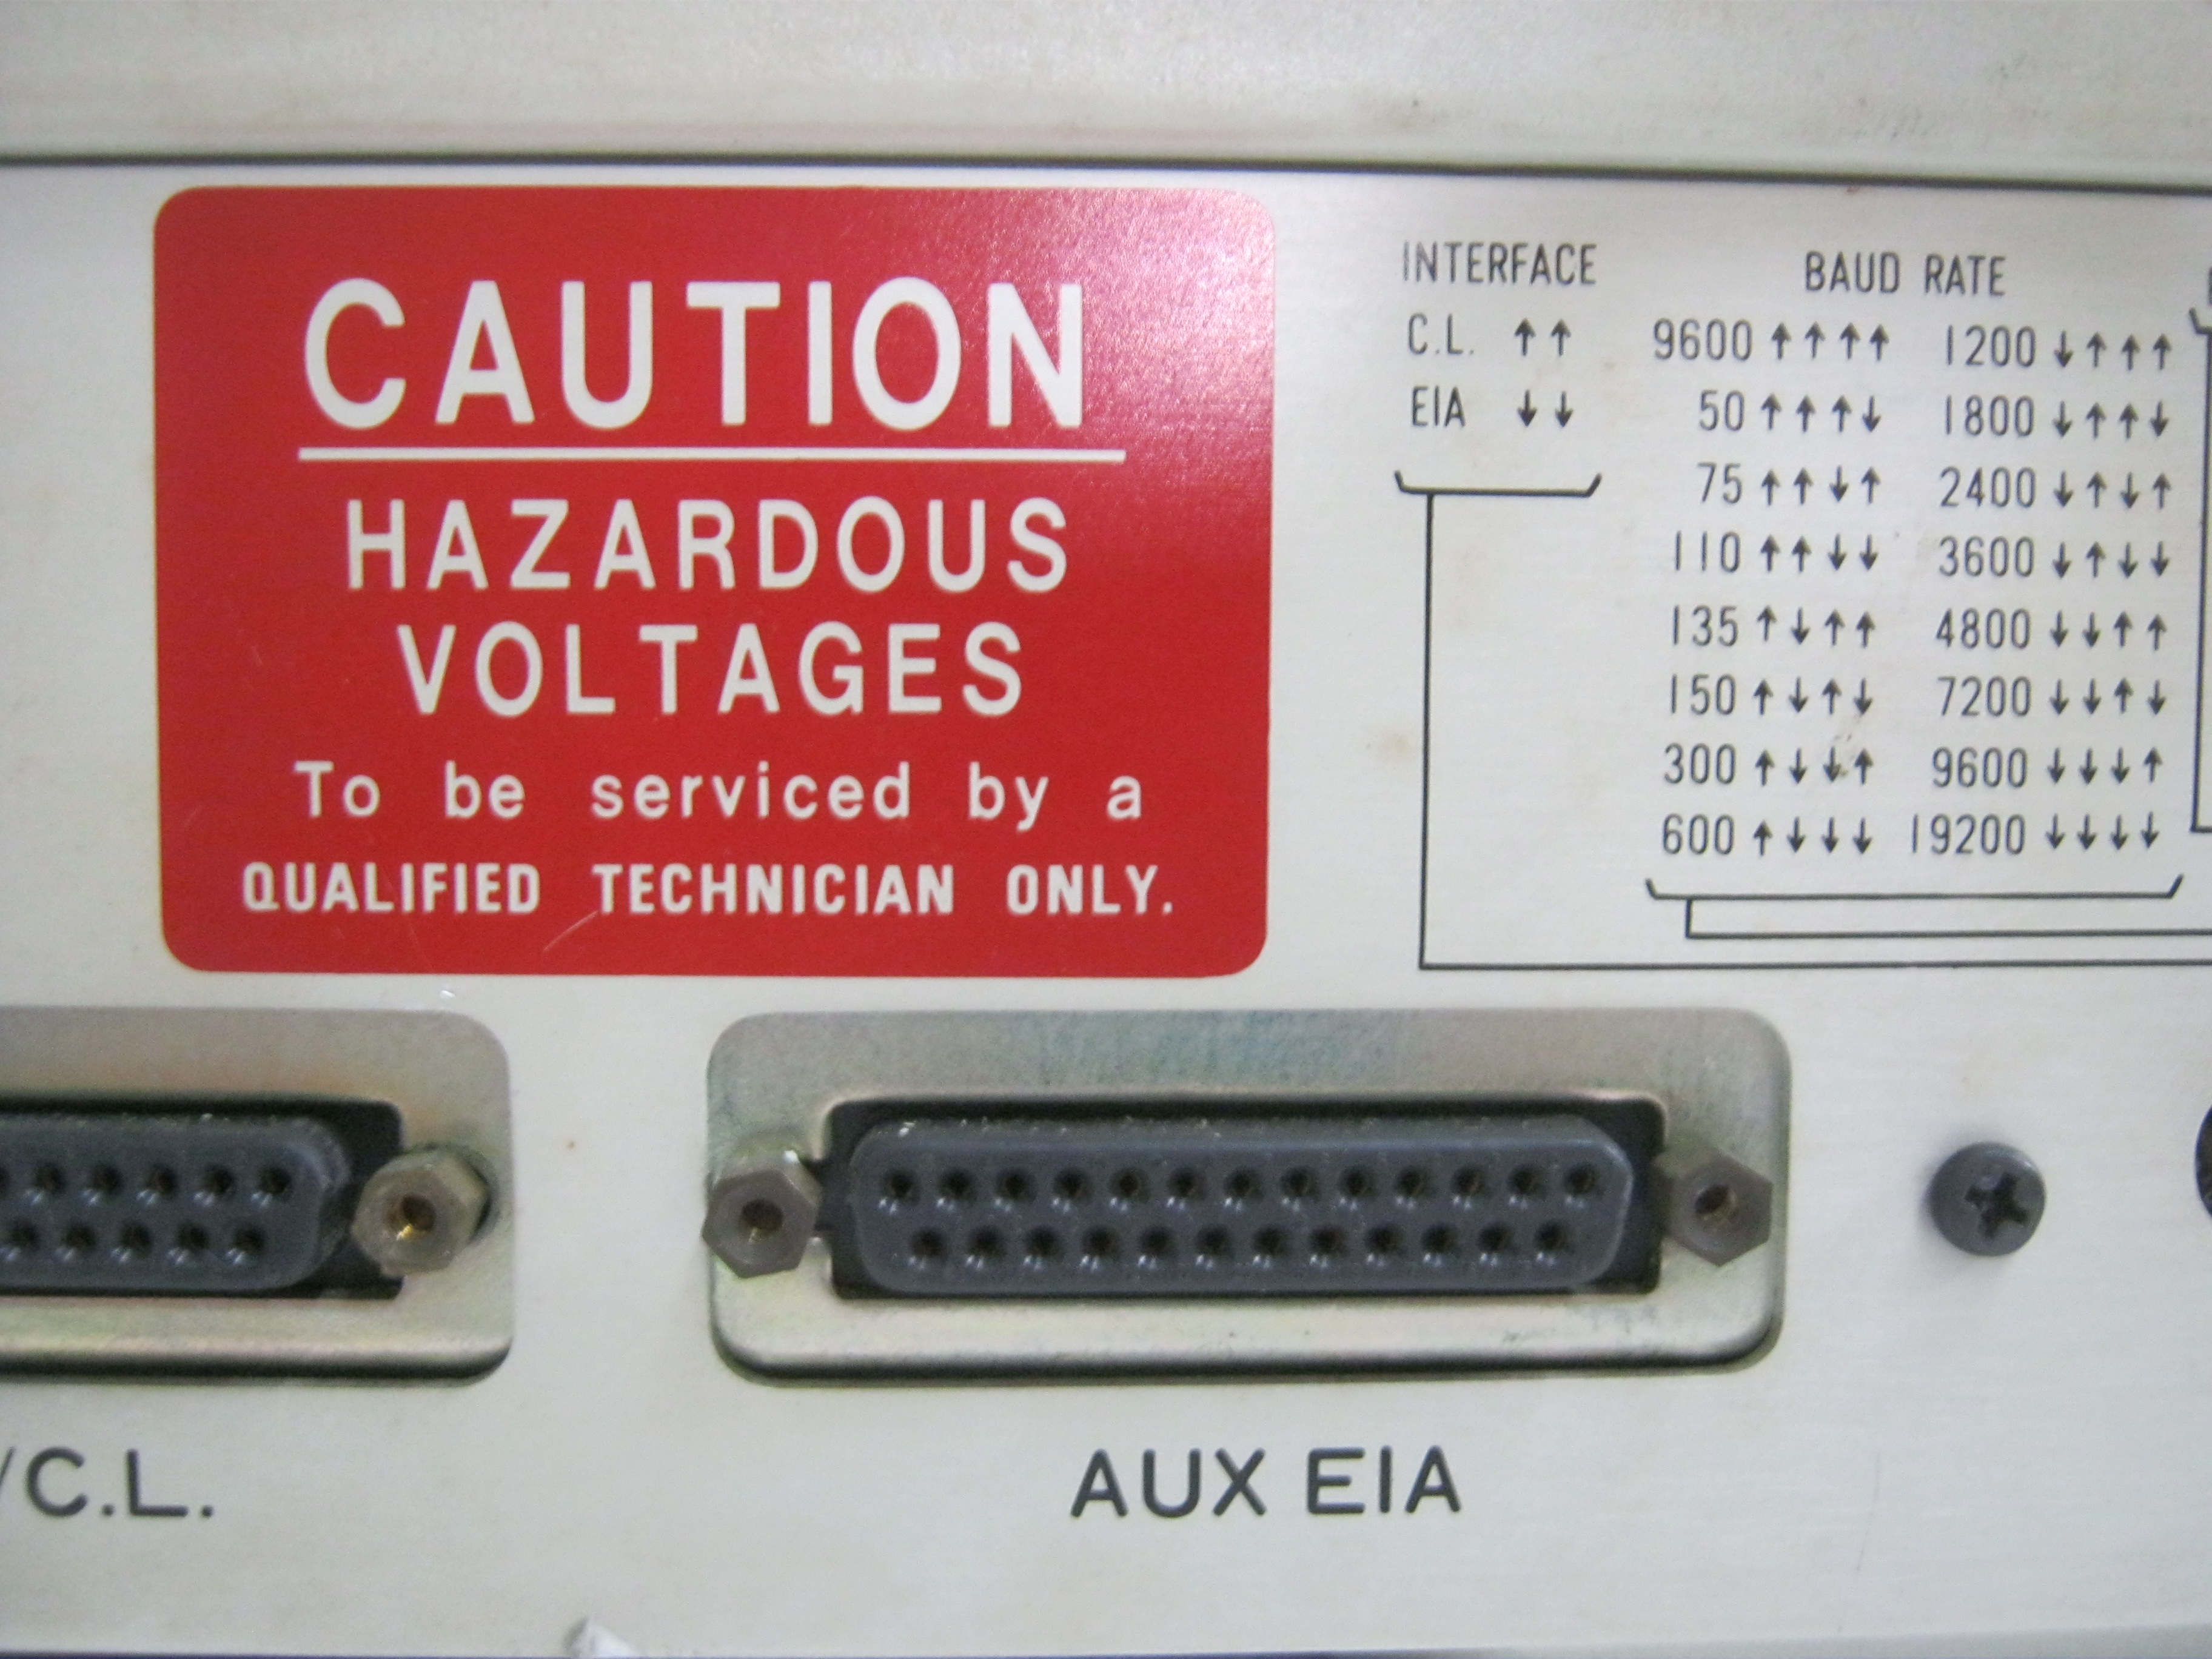 CAUTION
HAZARDOUS
VOLTAGES
To be serviced by a
QUALIFIED TECHNICIAN ONLY.
INTERFACE
C.L. ↑↑
EIA ↓↓
BAUD RATE
9600 ↑↑↑↑ 1200 ↓↑↑↑
50 ↑↑↑↓ 1800 ↓↑↑↓
75 ↑↑↓↑ 2400 ↓↑↓↑
110 ↑↑↓↓ 3600 ↓↑↓↓
135 ↑↓↑↑ 4800 ↓↓↑↑
150 ↑↓↑↓ 7200 ↓↓↑↓
300 ↑↓↓↑ 9600 ↓↓↓↑
600 ↑↓↓↓ 19200 ↓↓↓↓
/C.L.
AUX EIA